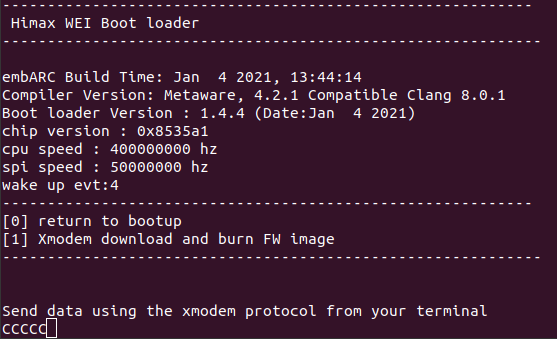 -----------------------------------------------------------
 Himax WEI Boot loader
------------------------------------------------------------
embARC Build Time: Jan  4 2021, 13:44:14
Compiler Version: Metaware, 4.2.1 Compatible Clang 8.0.1
Boot loader Version : 1.4.4 (Date:Jan  4 2021)
chip version : 0x8535a1
cpu speed : 400000000 hz
spi speed : 50000000 hz
wake up evt:4
-----------------------------------------------------------
[0] return to bootup
[1] Xmodem download and burn FW image
------------------------------------------------------------
Send data using the xmodem protocol from your terminal
CCCCC